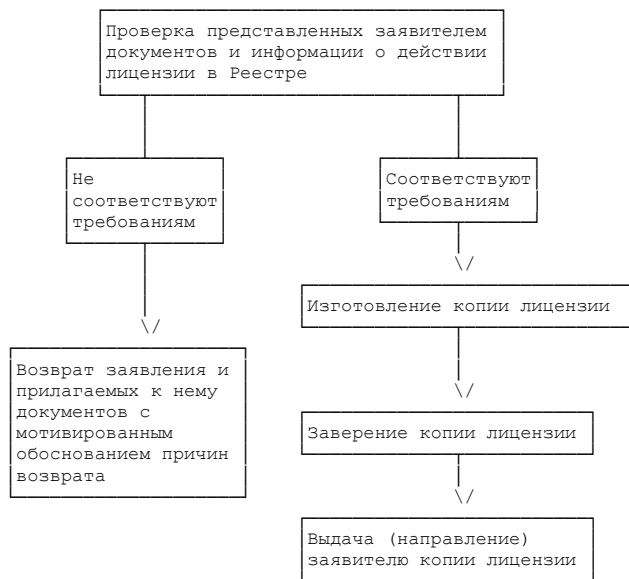 Проверка представленных заявителем
документов и информации о действии
лицензии в Реестре
Не
соответствуют
требованиям
Соответствуют
требованиям
Изготовление копии лицензии
Возврат заявления и
прилагаемых к нему
документов с
мотивированным
обоснованием причин
возврата
Заверение копии лицензии
Выдача (направление)
заявителю копии лицензии